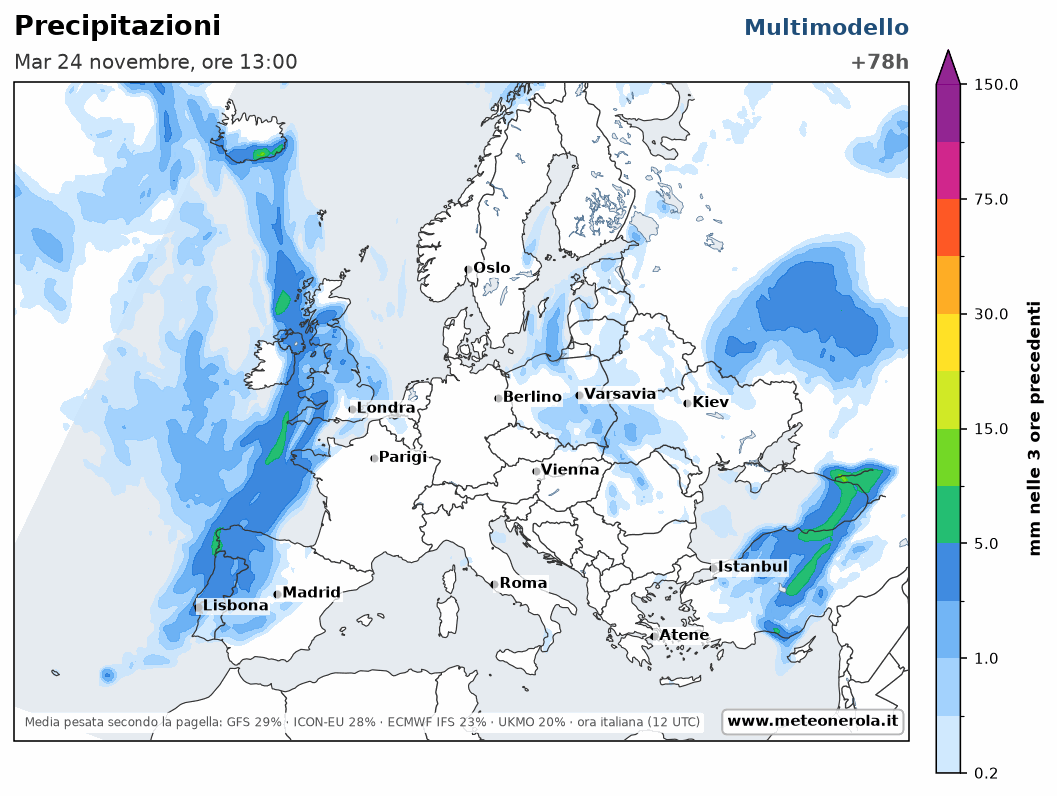 Precipitazioni
Multimodello
Mar 24 novembre, ore 13:00
+78h
150.0
75.0
30.0
15.0
5.0
1.0
0.2
mm nelle 3 ore precedenti
Oslo
Berlino
Varsavia
Kiev
Londra
Parigi
Vienna
Istanbul
Roma
Madrid
Lisbona
Atene
Media pesata secondo la pagella: GFS 29% · ICON-EU 28% · ECMWF IFS 23% · UKMO 20% · ora italiana (12 UTC)
www.meteonerola.it